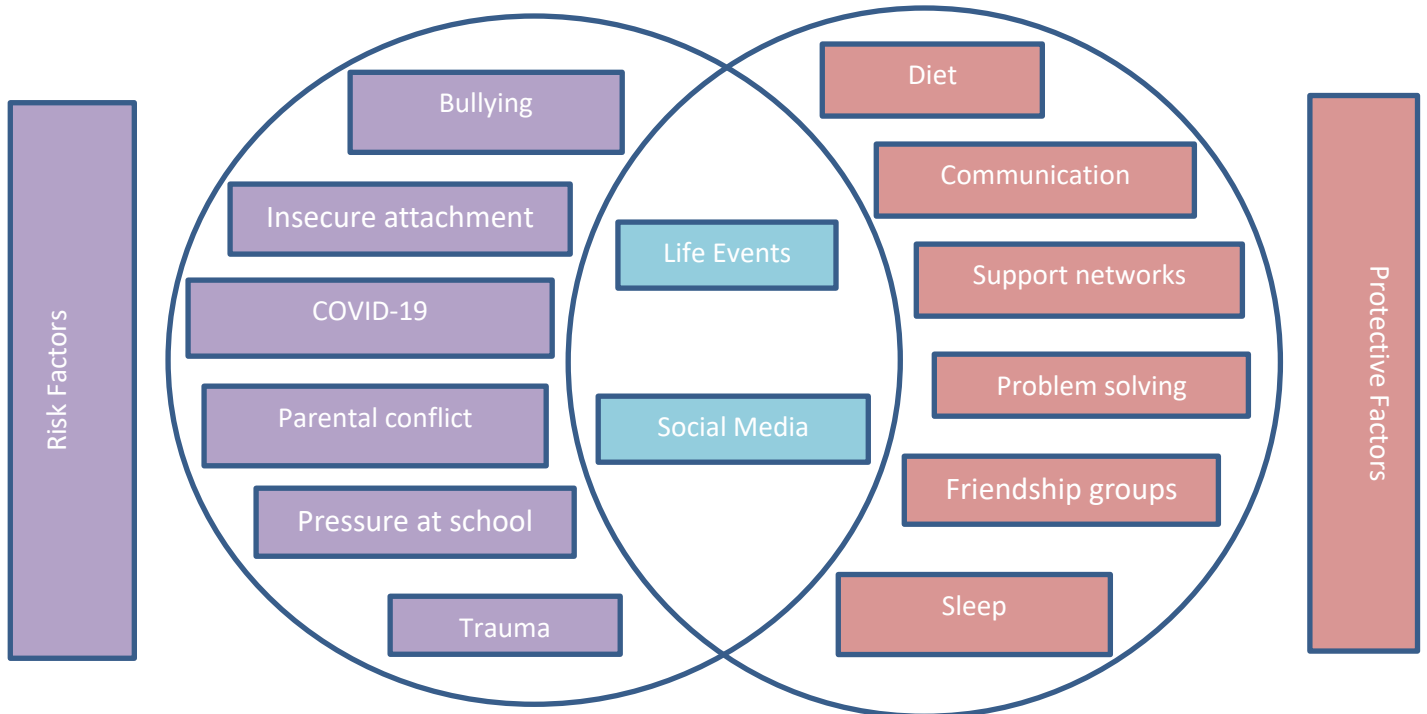 Risk Factors
Bullying
Insecure attachment
COVID-19
Parental conflict
Pressure at school
Trauma
Life Events
Social Media
Diet
Communication
Support networks
Problem solving
Friendship groups
Sleep
Protective Factors